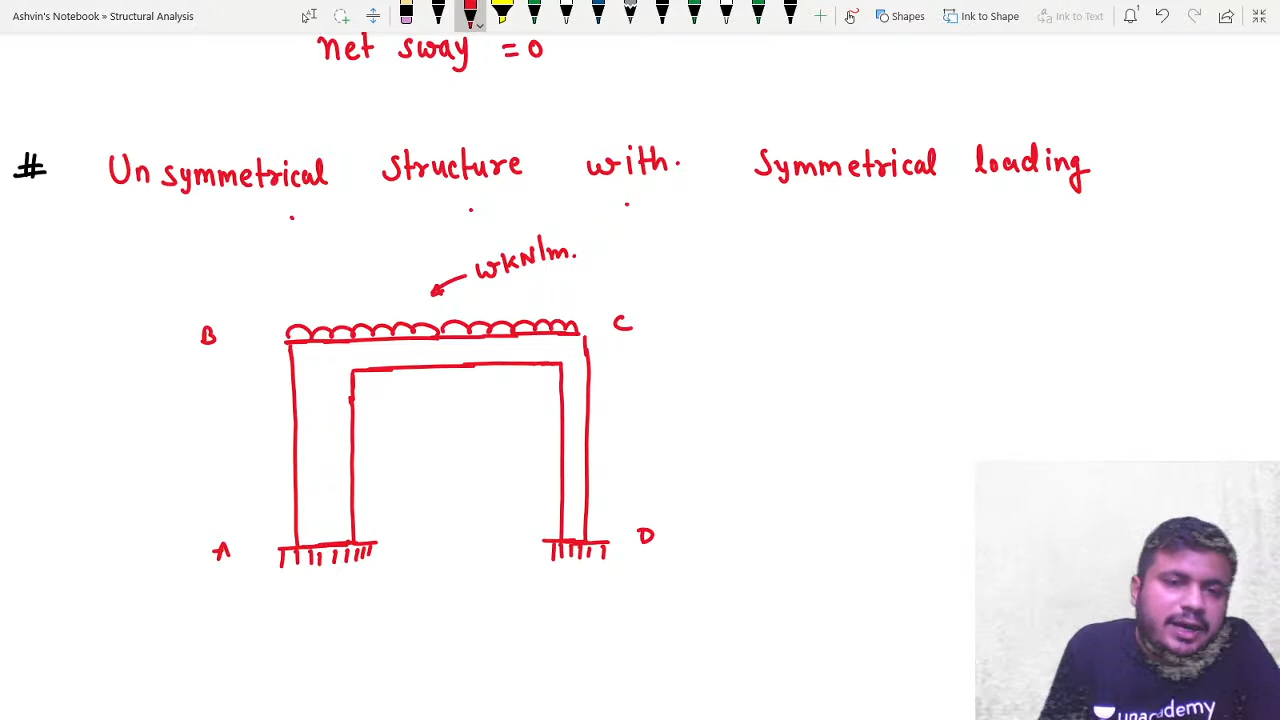 Ashvin's Notebook » Structural Analysis
Shapes
Ink to Shape
Ink to Text
net sway = 0
# Unsymmetrical structure with. Symmetrical loading
wkN/m.
B
C
A
D
unacademy